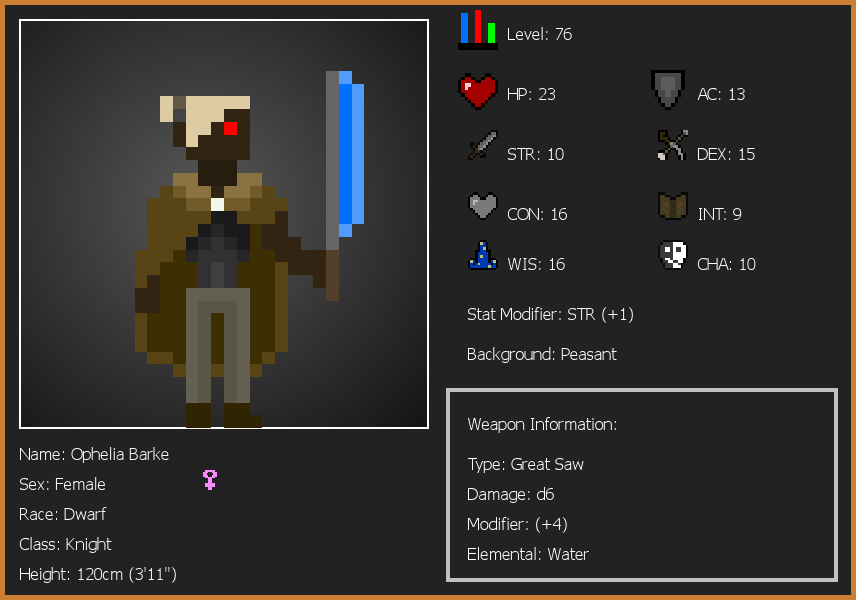 Level: 76
HP: 23
AC: 13
STR: 10
DEX: 15
CON: 16
INT: 9
WIS: 16
CHA: 10
Stat Modifier: STR (+1)
Background: Peasant
Weapon Information:
Type: Great Saw
Damage: d6
Modifier: (+4)
Elemental: Water
Name: Ophelia Barke
Sex: Female
Race: Dwarf
Class: Knight
Height: 120cm (3'11")